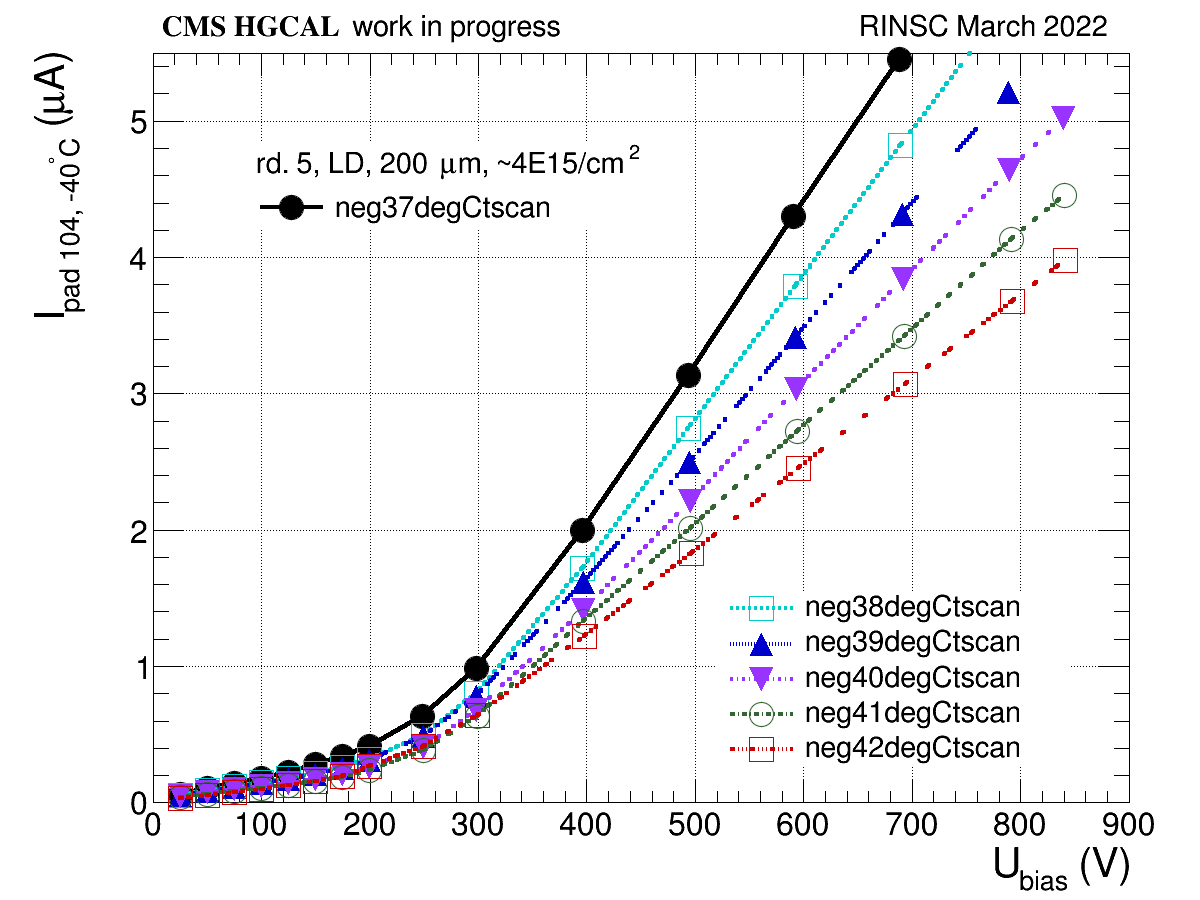 CMS HGCAL work in progress
RINSC March 2022
I pad 104, -40°C (μA)
5
4
3
2
1
0
rd. 5, LD, 200 μm, ~4E15/cm²
neg37degCtscan
neg38degCtscan
neg39degCtscan
neg40degCtscan
neg41degCtscan
neg42degCtscan
0 100 200 300 400 500 600 700 800 900
U bias (V)